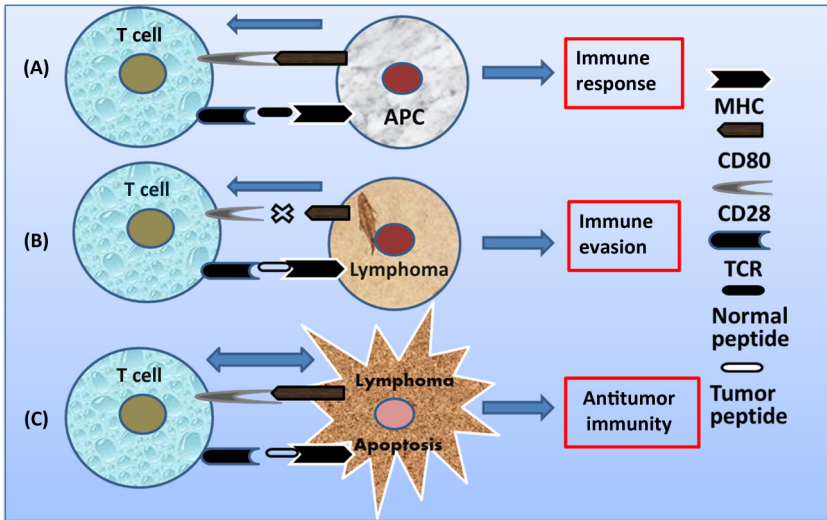 (A)
T cell
APC
Immune
response
(B)
T cell
Lymphoma
Immune
evasion
(C)
T cell
Lymphoma
Apoptosis
Antitumor
immunity
MHC
CD80
CD28
TCR
Normal
peptide
Tumor
peptide